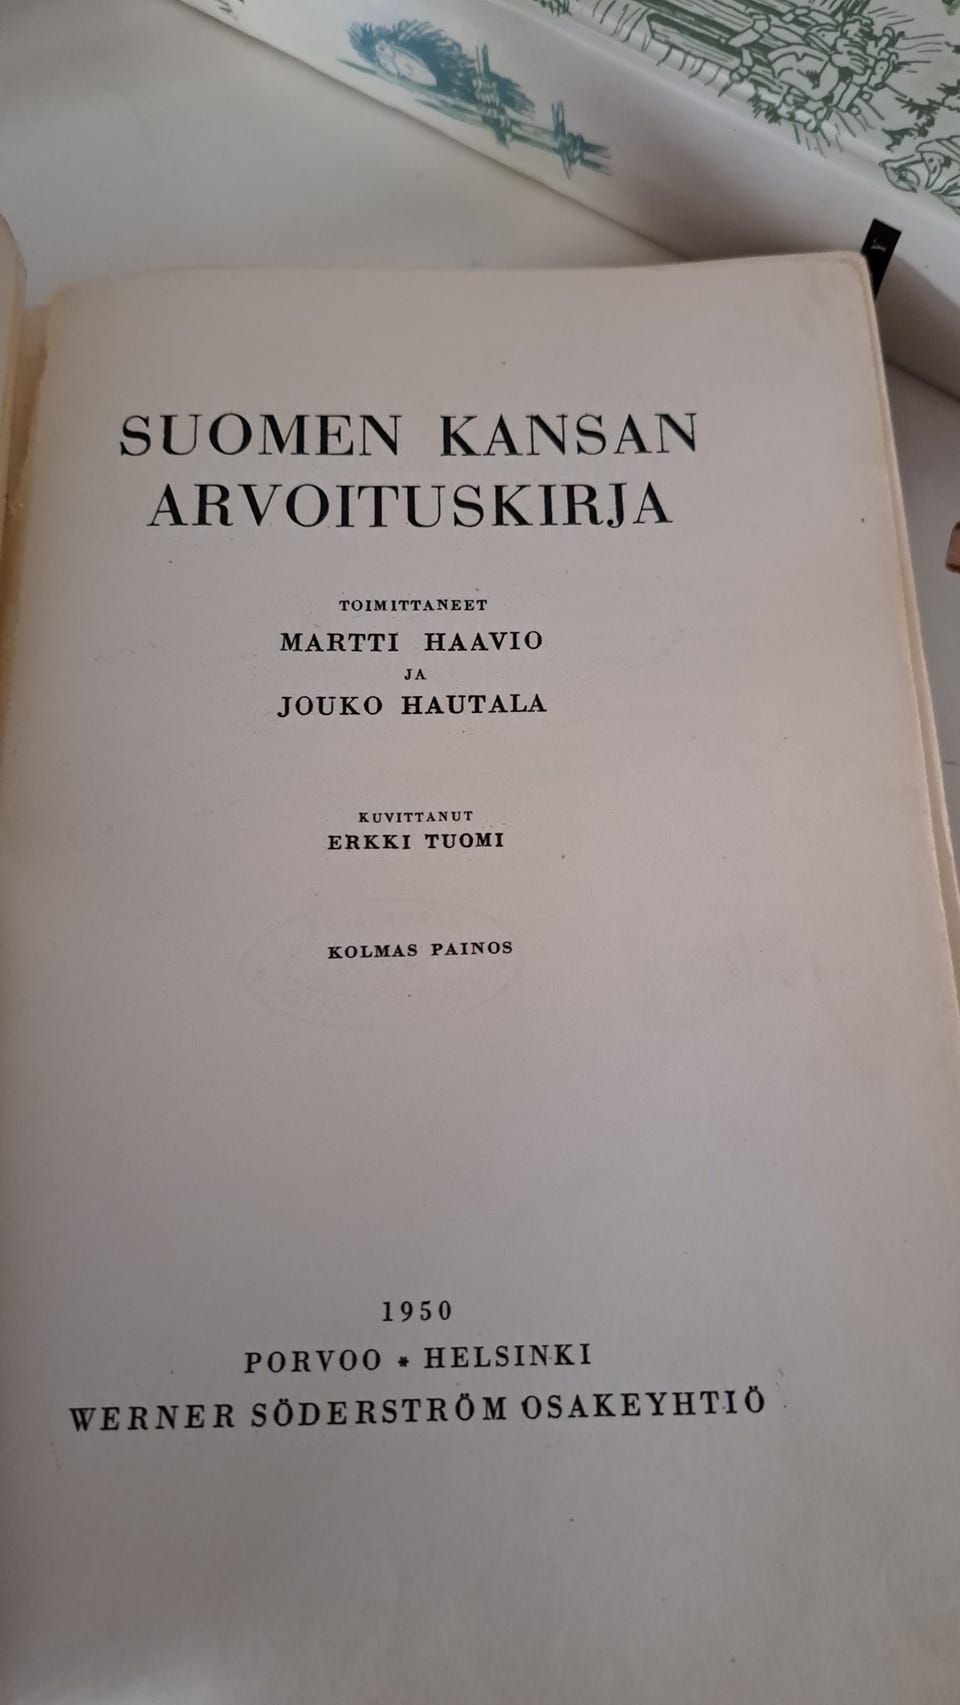 SUOMEN KANSAN
ARVOITUSKIRJA
TOIMITTANEET
MARTTI HAAVIO
JA
JOUKO HAUTALA
KUVITTANUT
ERKKI TUOMI
KOLMAS PAINOS
1950
PORVOO * HELSINKI
WERNER SÖDERSTRÖM OSAKEYHTIÖ